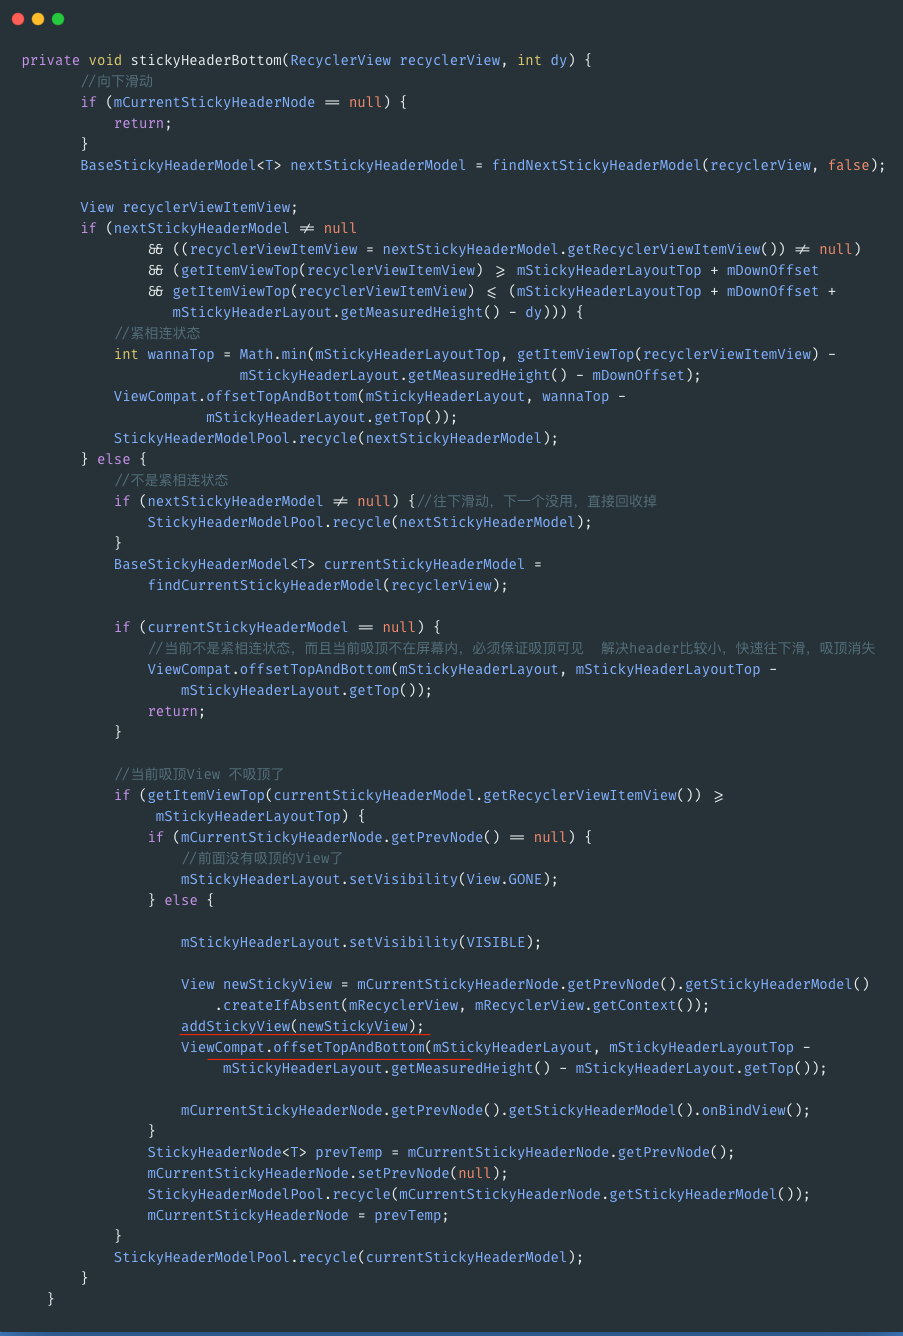 private void stickyHeaderBottom(RecyclerView recyclerView, int dy) {
//向下滑动
if (mCurrentStickyHeaderNode == null) {
return;
}
BaseStickyHeaderModel<T> nextStickyHeaderModel = findNextStickyHeaderModel(recyclerView, false);
View recyclerViewItemView;
if (nextStickyHeaderModel != null
&& ((recyclerViewItemView = nextStickyHeaderModel.getRecyclerViewItemView()) != null)
&& (getItemViewTop(recyclerViewItemView) >= mStickyHeaderLayoutTop + mDownOffset
&& getItemViewTop(recyclerViewItemView) <= (mStickyHeaderLayoutTop + mDownOffset +
mStickyHeaderLayout.getMeasuredHeight() - dy))) {
//紧相连状态
int wannaTop = Math.min(mStickyHeaderLayoutTop, getItemViewTop(recyclerViewItemView) -
mStickyHeaderLayout.getMeasuredHeight() - mDownOffset);
ViewCompat.offsetTopAndBottom(mStickyHeaderLayout, wannaTop -
mStickyHeaderLayout.getTop());
StickyHeaderModelPool.recycle(nextStickyHeaderModel);
} else {
//不是紧相连状态
if (nextStickyHeaderModel != null) {//往下滑动，下一个没用，直接回收掉
StickyHeaderModelPool.recycle(nextStickyHeaderModel);
}
BaseStickyHeaderModel<T> currentStickyHeaderModel =
findCurrentStickyHeaderModel(recyclerView);
if (currentStickyHeaderModel == null) {
//当前不是紧相连状态，而且当前吸顶不在屏幕内，必须保证吸顶可见  解决header比较小，快速往下滑，吸顶消失
ViewCompat.offsetTopAndBottom(mStickyHeaderLayout, mStickyHeaderLayoutTop -
mStickyHeaderLayout.getTop());
return;
}
//当前吸顶View 不吸顶了
if (getItemViewTop(currentStickyHeaderModel.getRecyclerViewItemView()) >=
mStickyHeaderLayoutTop) {
if (mCurrentStickyHeaderNode.getPrevNode() == null) {
//前面没有吸顶的View了
mStickyHeaderLayout.setVisibility(View.GONE);
} else {
mStickyHeaderLayout.setVisibility(VISIBLE);
View newStickyView = mCurrentStickyHeaderNode.getPrevNode().getStickyHeaderModel()
.createIfAbsent(mRecyclerView, mRecyclerView.getContext());
addStickyView(newStickyView);
ViewCompat.offsetTopAndBottom(mStickyHeaderLayout, mStickyHeaderLayoutTop -
mStickyHeaderLayout.getMeasuredHeight() - mStickyHeaderLayout.getTop());
mCurrentStickyHeaderNode.getPrevNode().getStickyHeaderModel().onBindView();
}
StickyHeaderNode<T> prevTemp = mCurrentStickyHeaderNode.getPrevNode();
mCurrentStickyHeaderNode.setPrevNode(null);
StickyHeaderModelPool.recycle(mCurrentStickyHeaderNode.getStickyHeaderModel());
mCurrentStickyHeaderNode = prevTemp;
}
StickyHeaderModelPool.recycle(currentStickyHeaderModel);
}
}